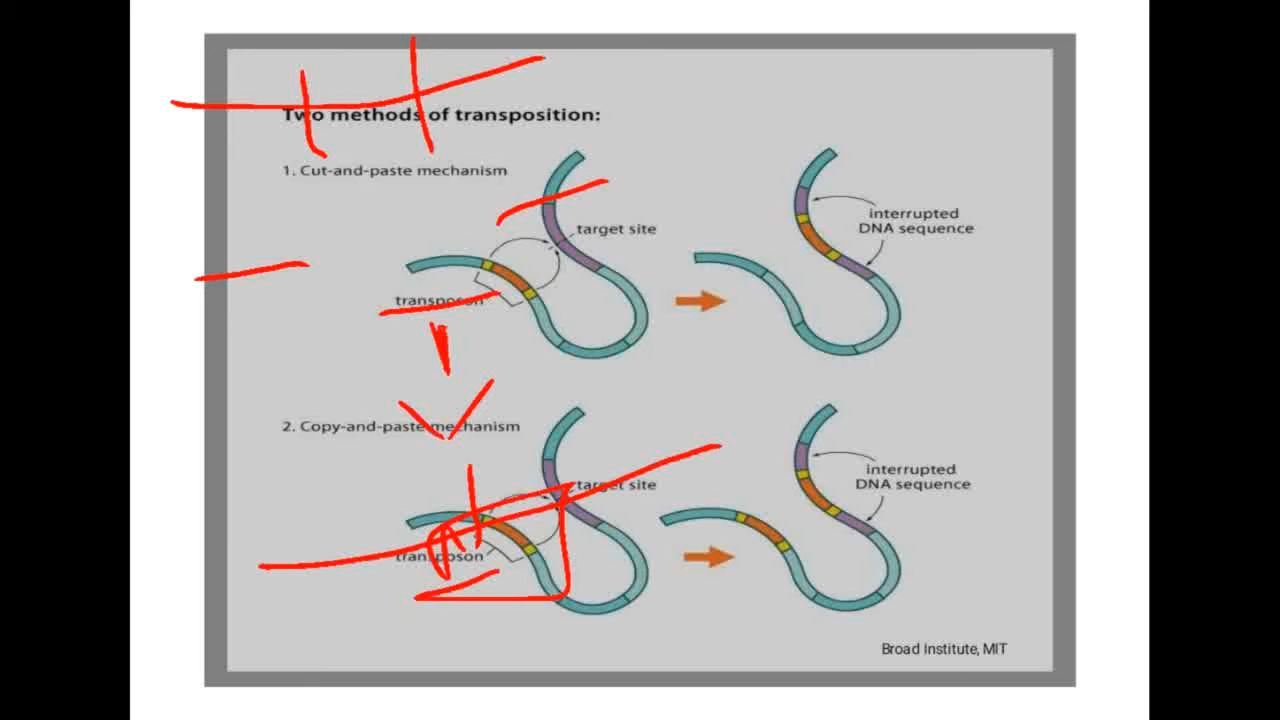 Two methods of transposition:
1. Cut-and-paste mechanism
target site
transposon
interrupted
DNA sequence
2. Copy-and-paste mechanism
target site
transposon
interrupted
DNA sequence
Broad Institute, MIT